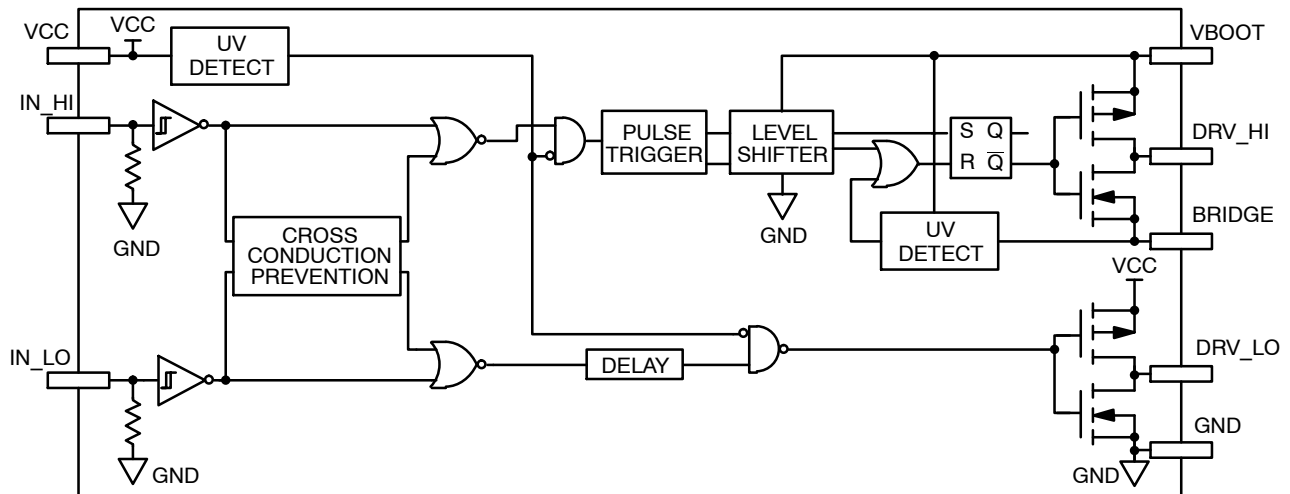 VCC
VCC
UV
DETECT
VBOOT
IN_HI
PULSE
TRIGGER
LEVEL
SHIFTER
S Q
R Q̅
DRV_HI
GND
GND
UV
DETECT
BRIDGE
CROSS
CONDUCTION
PREVENTION
VCC
IN_LO
DELAY
DRV_LO
GND
GND
GND